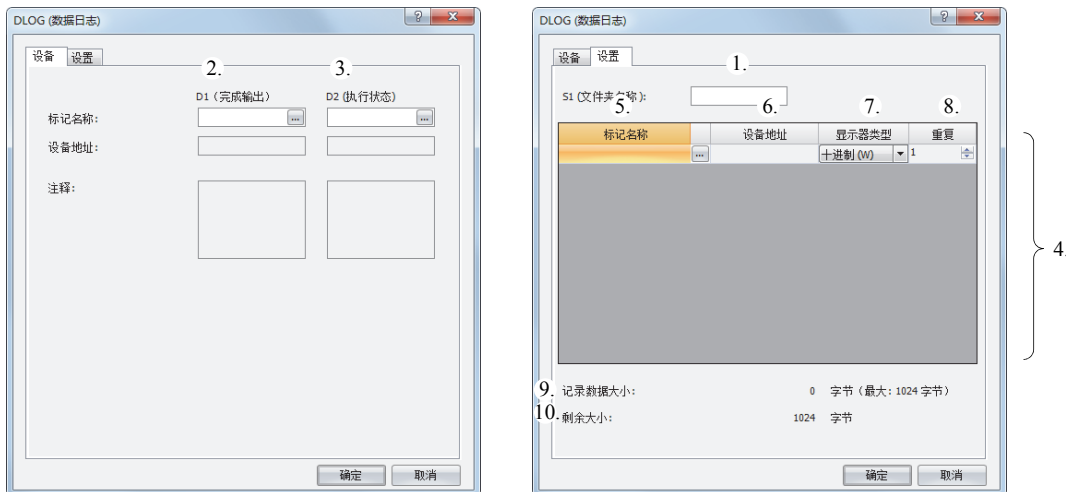 DLOG (数据日志)
设备 设置
2. 3.
D1（完成输出） D2 (执行状态)
标记名称: ... ...
设备地址:
注释:
确定 取消
DLOG (数据日志)
设备 设置
1.
S1 (文件夹名称):
5. 6. 7. 8.
标记名称 设备地址 显示器类型 重复
... 十进制 (W) 1
4.
9. 记录数据大小: 0 字节（最大: 1024 字节）
10. 剩余大小: 1024 字节
确定 取消